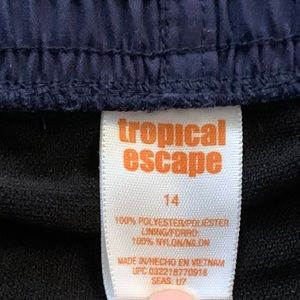 tropical
escape
14
100% POLYESTER/POLIÉSTER
LINING/FORRO:
100% NYLON/NILON
MADE IN/HECHO EN VIETNAM
UPC 032218770916
SEAS: U7